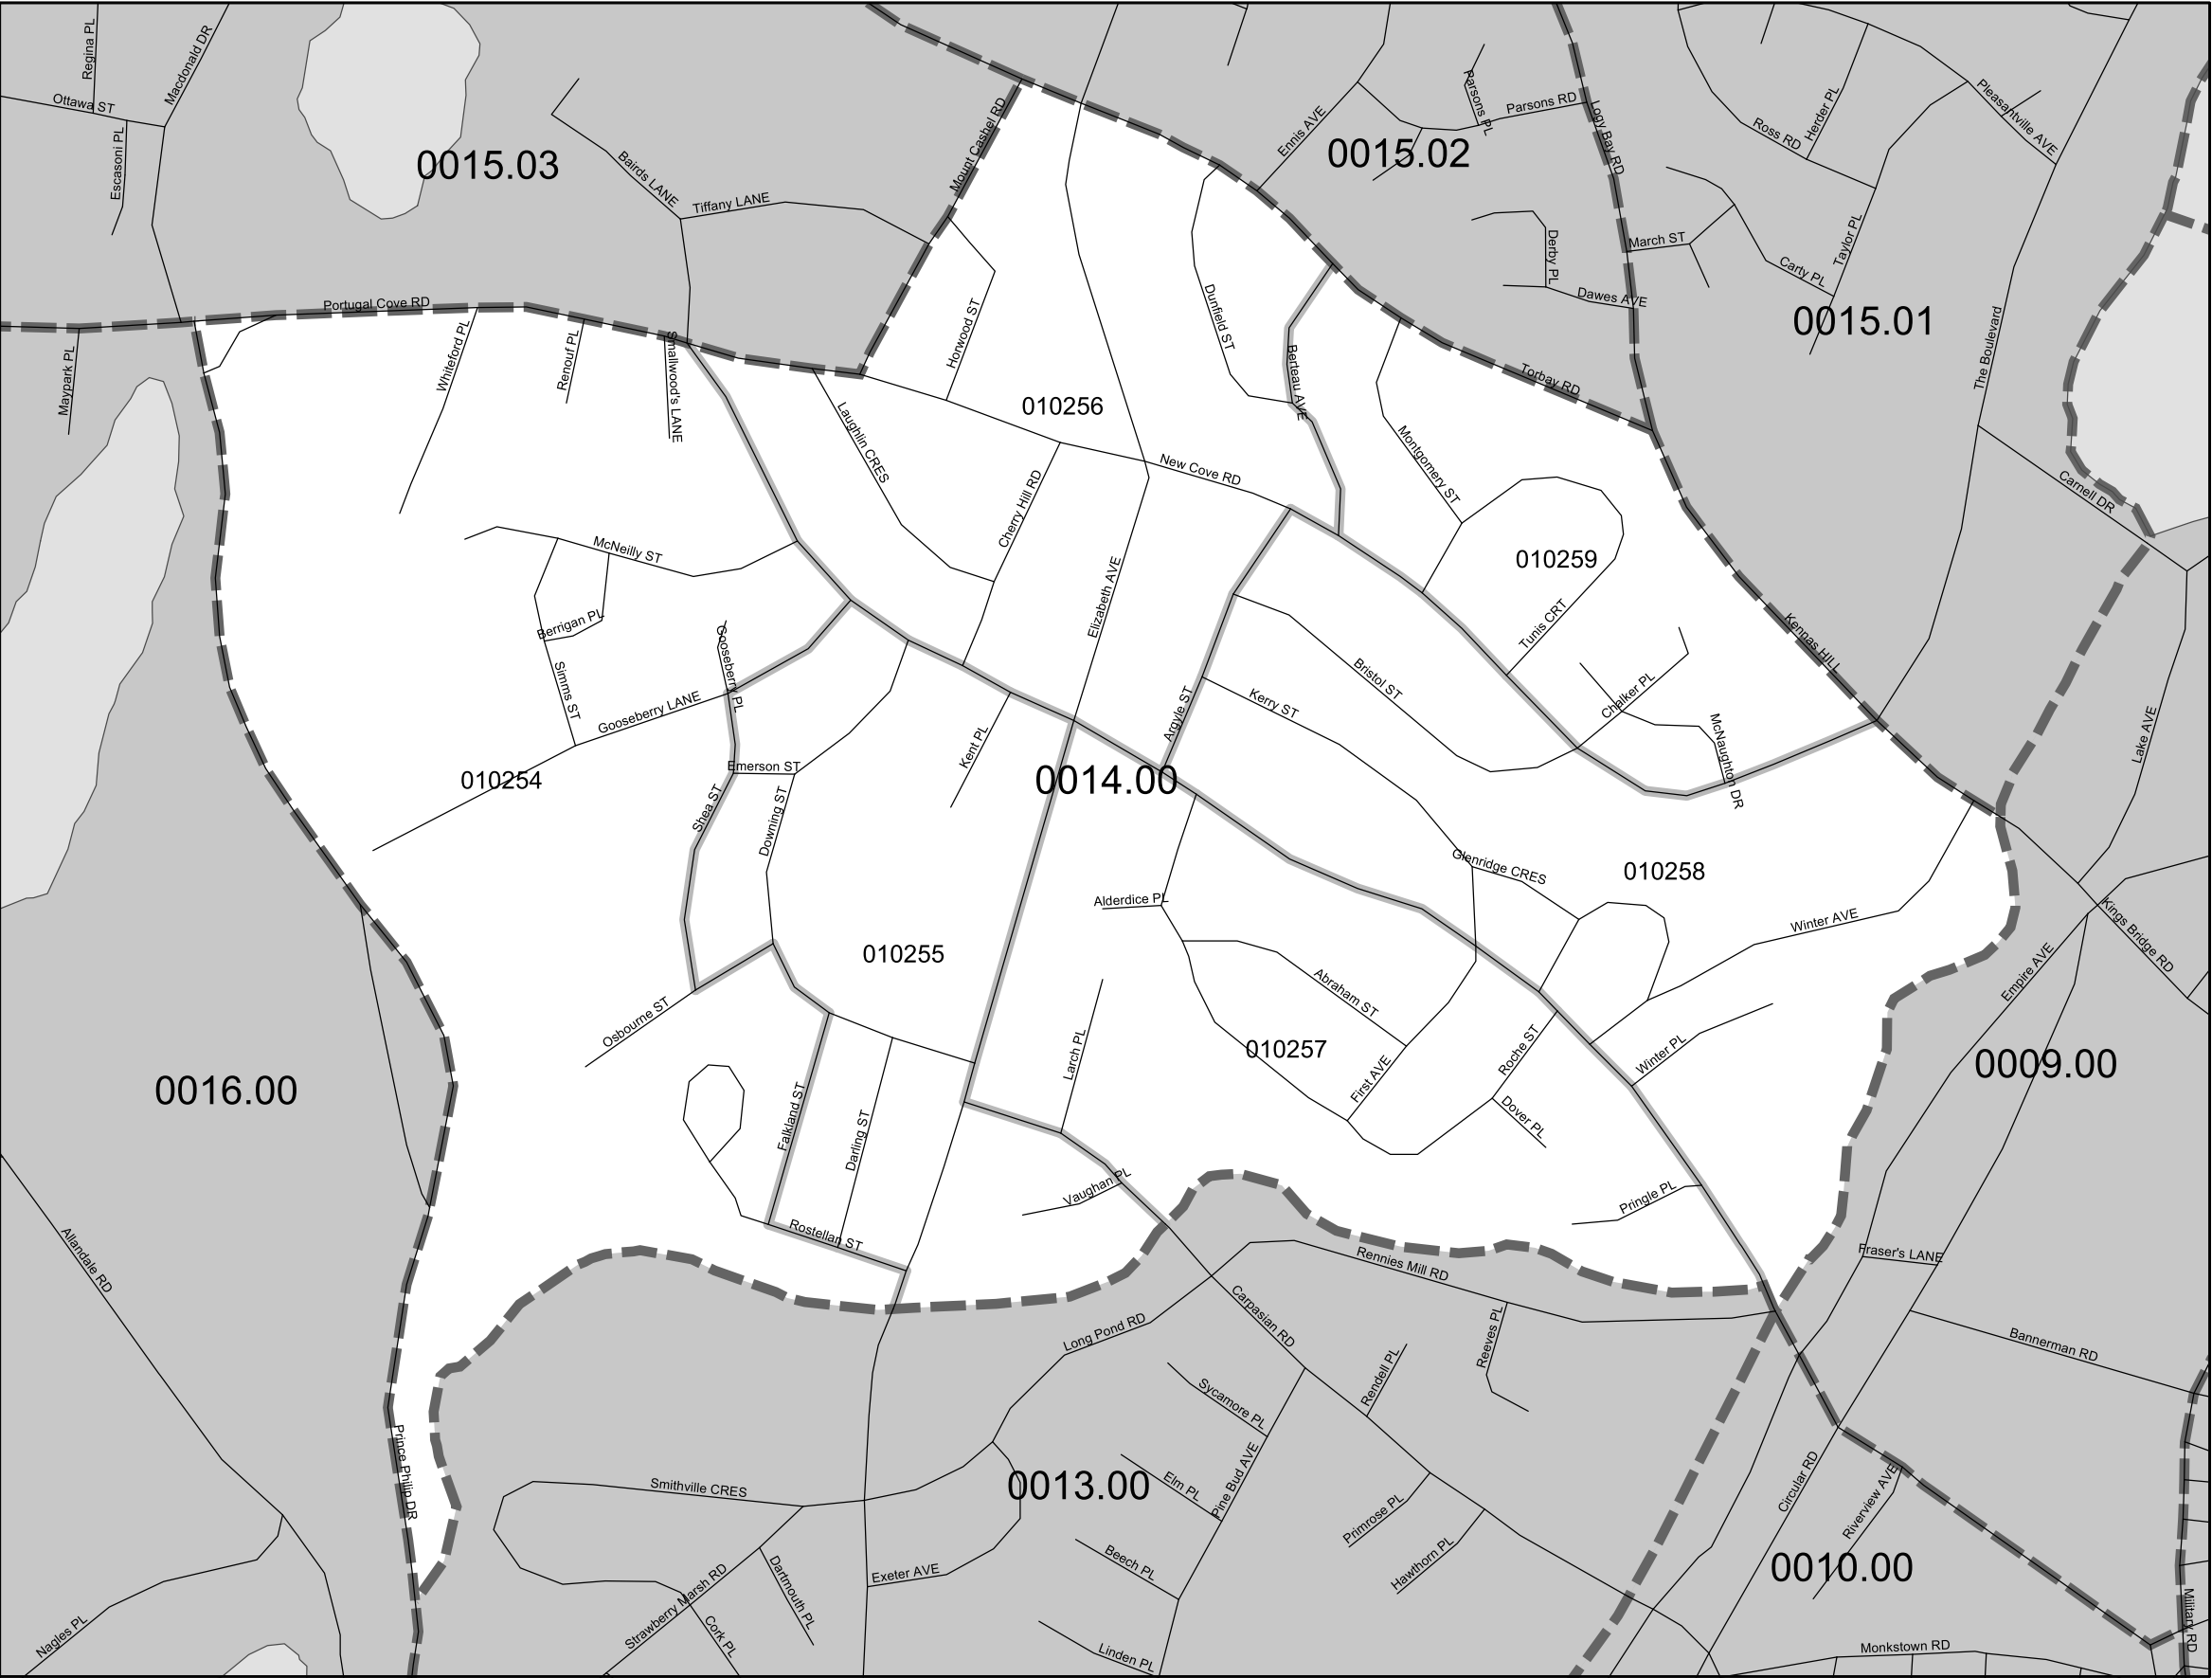 Regina PL
Macdonald DR
Ottawa ST
Escasoni PL
0015.03
Bairds LANE
Tiffany LANE
Mount Cashel RD
Ennis AVE
0015.02
Parsons PL
Parsons RD
Logy Bay RD
Ross RD
Herder PL
Pleasantville AVE
March ST
Derby PL
Dawes AVE
Carty PL
Taylor PL
0015.01
The Boulevard
Carnell DR
Portugal Cove RD
Maypark PL
Whiteford PL
Renouf PL
Smallwood's LANE
Horwood ST
Dunfield ST
Berteau AVE
Torbay RD
010256
Laughlin CRES
Cherry Hill RD
New Cove RD
Montgomery ST
010259
Tunis CRT
McNeilly ST
Berrigan PL
Simms ST
Gooseberry PL
Gooseberry LANE
Elizabeth AVE
Argyle ST
Bristol ST
Kerry ST
Chalker PL
McNaughton DR
Kennas HILL
Lake AVE
010254
Emerson ST
Shea ST
Downing ST
Kent PL
0014.00
Glenridge CRES
010258
Winter AVE
Alderdice PL
010255
Osbourne ST
Abraham ST
010257
First AVE
Roche ST
Dover PL
Winter PL
Larch PL
Kings Bridge RD
Empire AVE
0009.00
0016.00
Falkland ST
Darling ST
Rostellan ST
Vaughan PL
Pringle PL
Fraser's LANE
Allandale RD
Rennies Mill RD
Carpasian RD
Long Pond RD
Reeves PL
Rendell PL
Bannerman RD
Prince Philip DR
Sycamore PL
Elm PL
Pine Bud AVE
Primrose PL
Hawthorn PL
Circular RD
Riverview AVE
Smithville CRES
0013.00
Beech PL
Exeter AVE
Strawberry Marsh RD
Dartmouth PL
Cork PL
Linden PL
0010.00
Monkstown RD
Military RD
Nagles PL